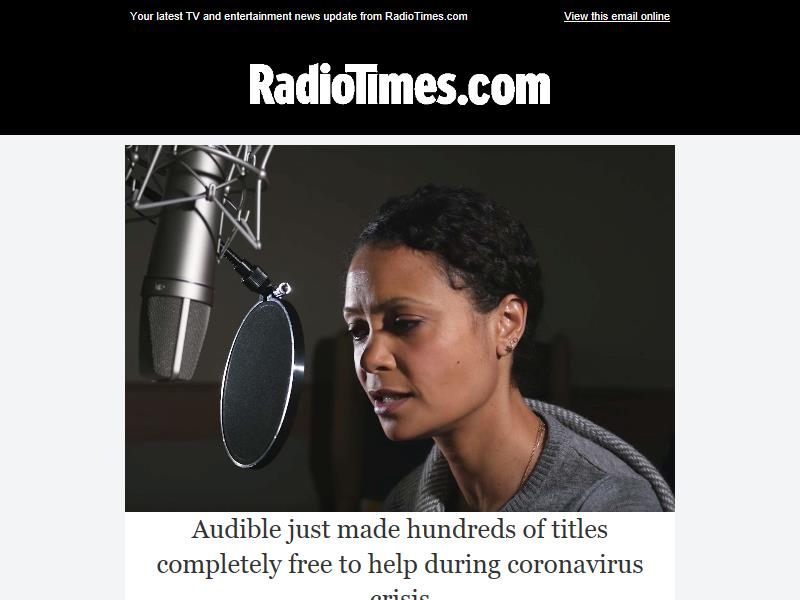 Your latest TV and entertainment news update from RadioTimes.com
View this email online
RadioTimes.com
Audible just made hundreds of titles
completely free to help during coronavirus
crisis